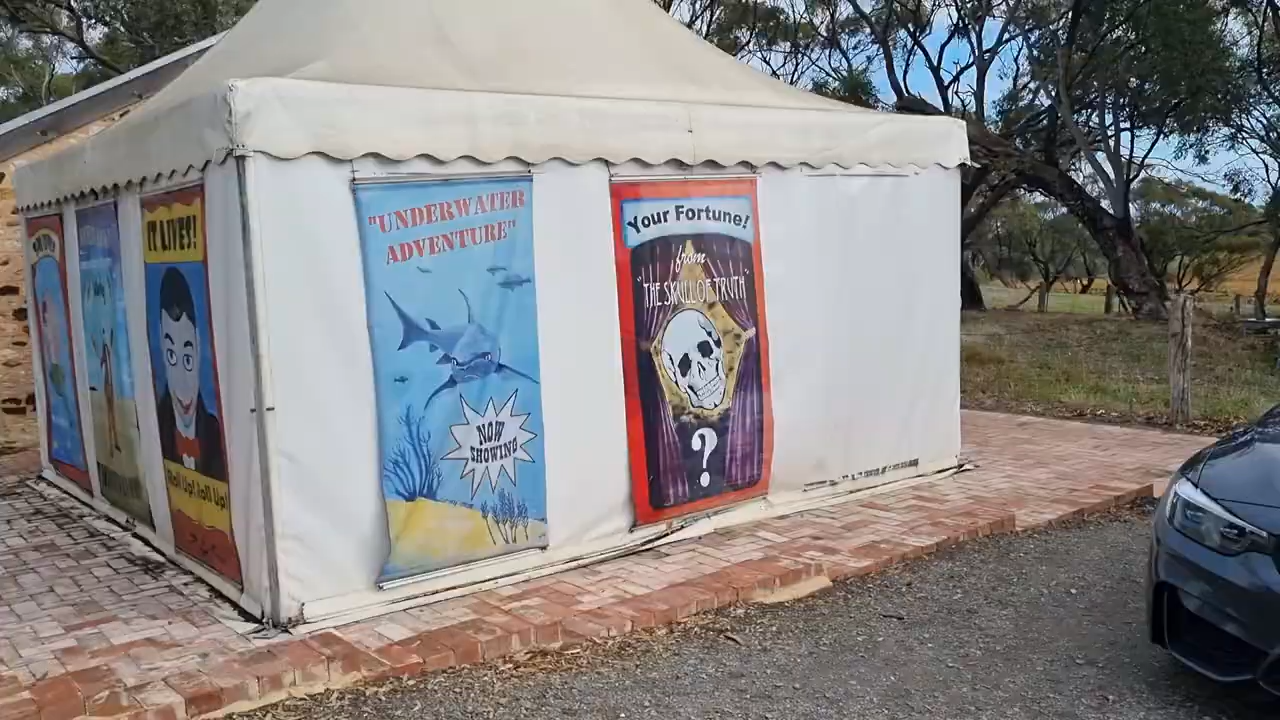 IT LIVES!
Roll Up! Roll Up!
"UNDERWATER
ADVENTURE"
NOW
SHOWING
Your Fortune!
from
"THE SKULL OF TRUTH"
?